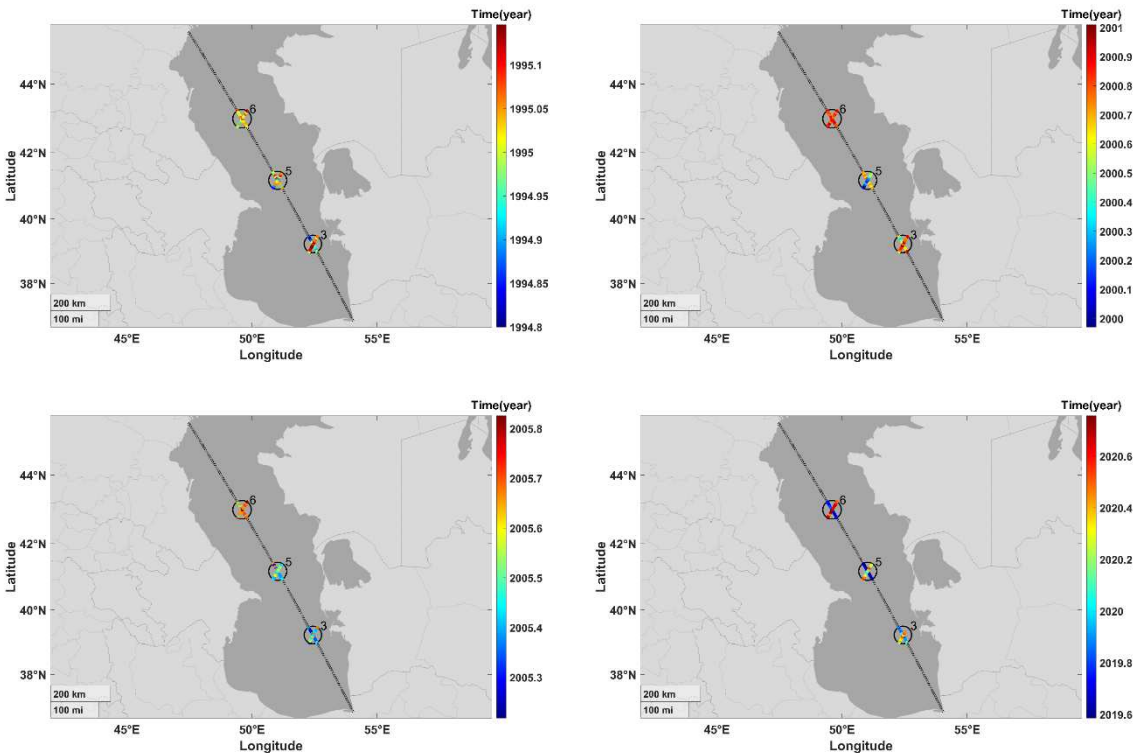 Time(year)
Time(year)
44°N
42°N
40°N
38°N
6
5
3
1995.1
1995.05
1995
1994.95
1994.9
1994.85
1994.8
200 km
100 mi
45°E
50°E
55°E
Latitude
Longitude
44°N
42°N
40°N
38°N
6
5
3
2001
2000.9
2000.8
2000.7
2000.6
2000.5
2000.4
2000.3
2000.2
2000.1
2000
200 km
100 mi
45°E
50°E
55°E
Latitude
Longitude
Time(year)
Time(year)
44°N
42°N
40°N
38°N
6
5
3
2005.8
2005.7
2005.6
2005.5
2005.4
2005.3
200 km
100 mi
45°E
50°E
55°E
Latitude
Longitude
44°N
42°N
40°N
38°N
6
5
3
2020.6
2020.4
2020.2
2020
2019.8
2019.6
200 km
100 mi
45°E
50°E
55°E
Latitude
Longitude